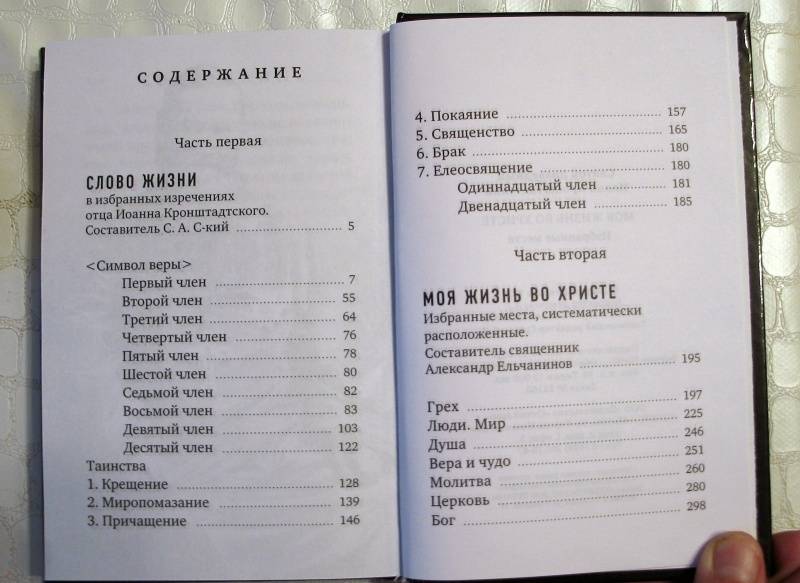 СОДЕРЖАНИЕ
Часть первая
СЛОВО ЖИЗНИ
в избранных изречениях
отца Иоанна Кронштадтского.
Составитель С. А. С-кий 5
<Символ веры>
Первый член 7
Второй член 55
Третий член 64
Четвертый член 76
Пятый член 78
Шестой член 80
Седьмой член 82
Восьмой член 83
Девятый член 103
Десятый член 122
Таинства
1. Крещение 128
2. Миропомазание 139
3. Причащение 146
4. Покаяние 157
5. Священство 165
6. Брак 180
7. Елеосвящение 180
Одиннадцатый член 181
Двенадцатый член 185
Часть вторая
МОЯ ЖИЗНЬ ВО ХРИСТЕ
Избранные места, систематически
расположенные.
Составитель священник
Александр Ельчанинов 195
Грех 197
Люди. Мир 225
Душа 246
Вера и чудо 251
Молитва 260
Церковь 280
Бог 298